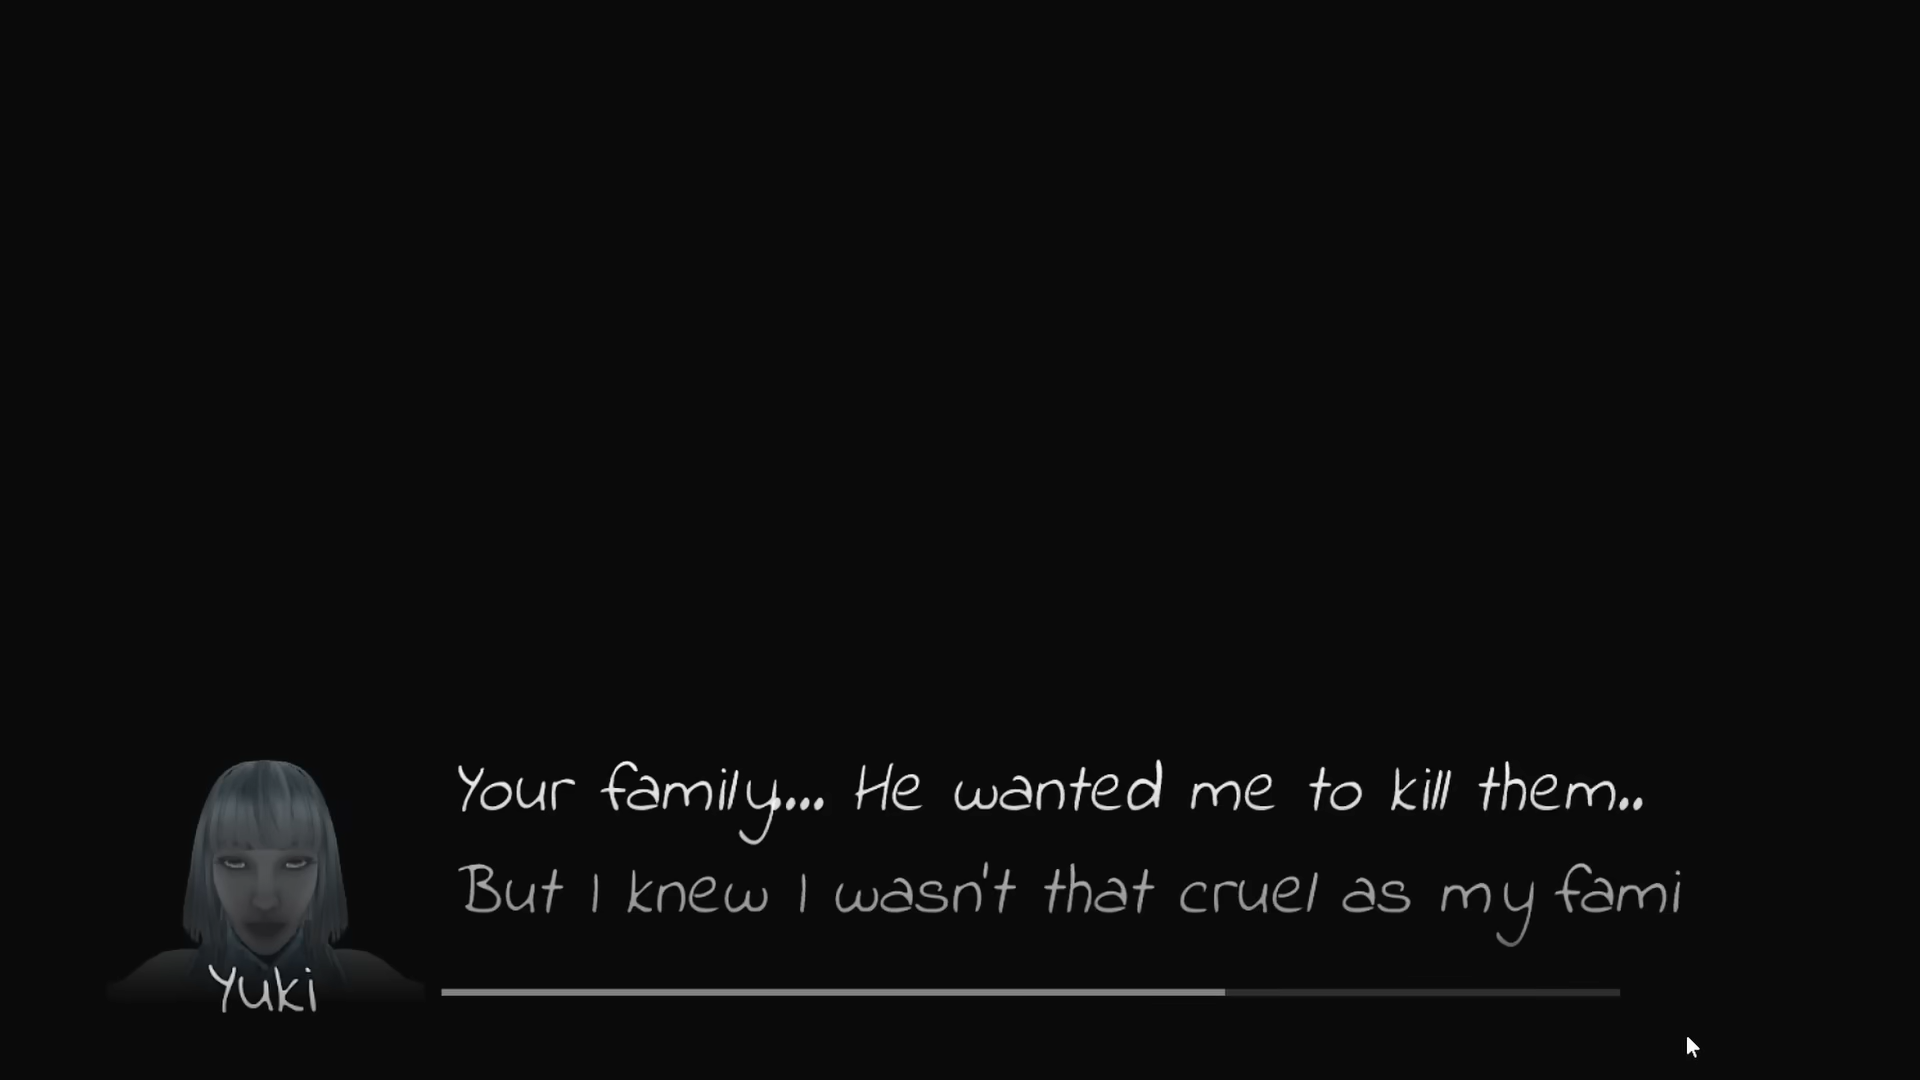 Your family... He wanted me to kill them..
But I knew I wasn't that cruel as my fami
Yuki